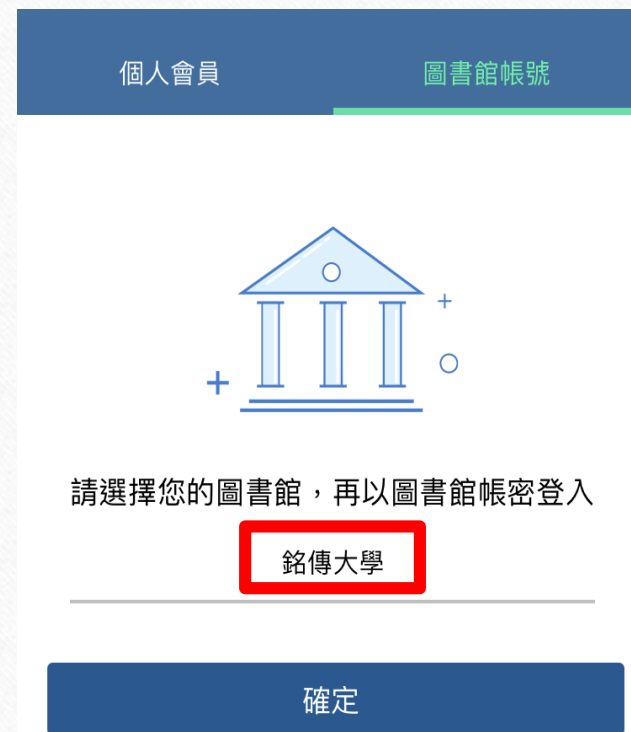 個人會員 圖書館帳號
請選擇您的圖書館，再以圖書館帳密登入
銘傳大學
確定